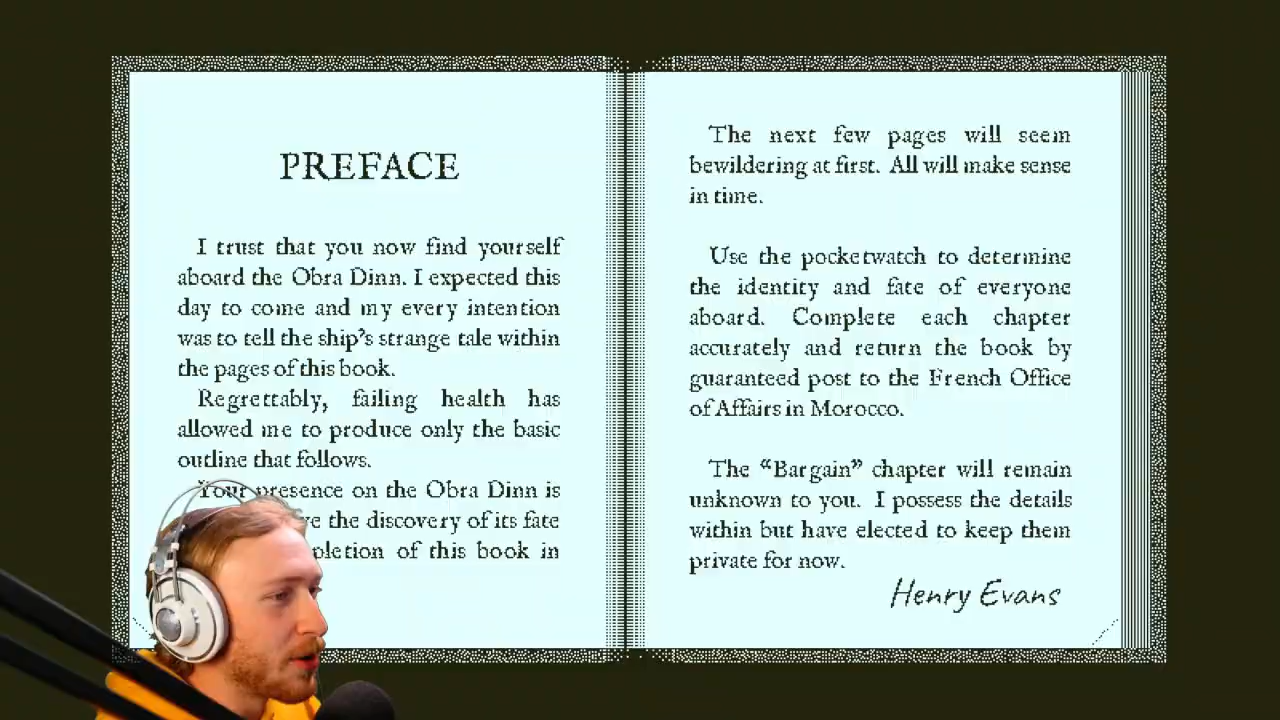 PREFACE
I trust that you now find yourself
aboard the Obra Dinn. I expected this
day to come and my every intention
was to tell the ship's strange tale within
the pages of this book.
Regrettably, failing health has
allowed me to produce only the basic
outline that follows.
Your presence on the Obra Dinn is
the discovery of its fate
of this book in
The next few pages will seem
bewildering at first. All will make sense
in time.
Use the pocketwatch to determine
the identity and fate of everyone
aboard. Complete each chapter
accurately and return the book by
guaranteed post to the French Office
of Affairs in Morocco.
The “Bargain” chapter will remain
unknown to you. I possess the details
within but have elected to keep them
private for now.
Henry Evans